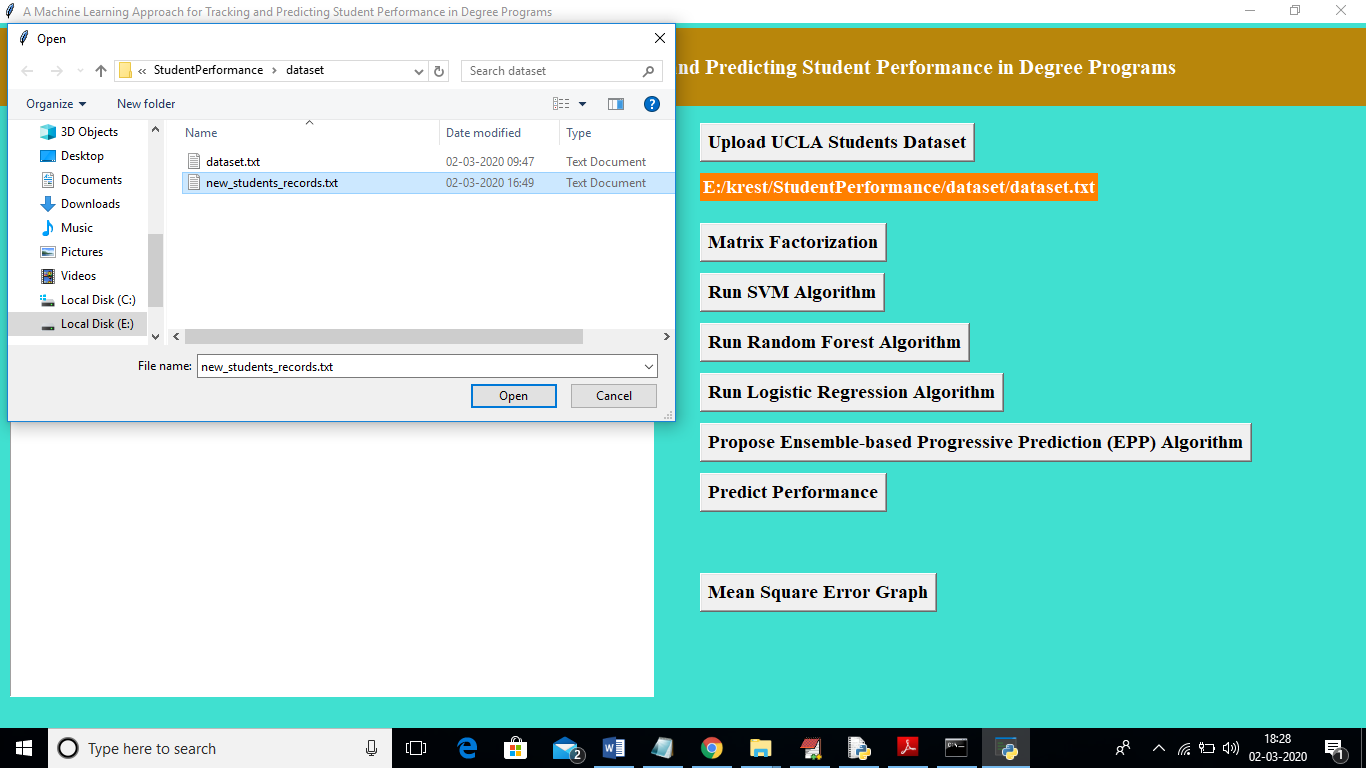 A Machine Learning Approach for Tracking and Predicting Student Performance in Degree Programs
Open
« StudentPerformance > dataset
Search dataset
Organize
New folder
?
3D Objects
Desktop
Documents
Downloads
Music
Pictures
Videos
Local Disk (C:)
Local Disk (E:)
Name Date modified Type
dataset.txt 02-03-2020 09:47 Text Document
new_students_records.txt 02-03-2020 16:49 Text Document
File name: new_students_records.txt
Open Cancel
nd Predicting Student Performance in Degree Programs
Upload UCLA Students Dataset
E:/krest/StudentPerformance/dataset/dataset.txt
Matrix Factorization
Run SVM Algorithm
Run Random Forest Algorithm
Run Logistic Regression Algorithm
Propose Ensemble-based Progressive Prediction (EPP) Algorithm
Predict Performance
Mean Square Error Graph
Type here to search
2
18:28
02-03-2020
1